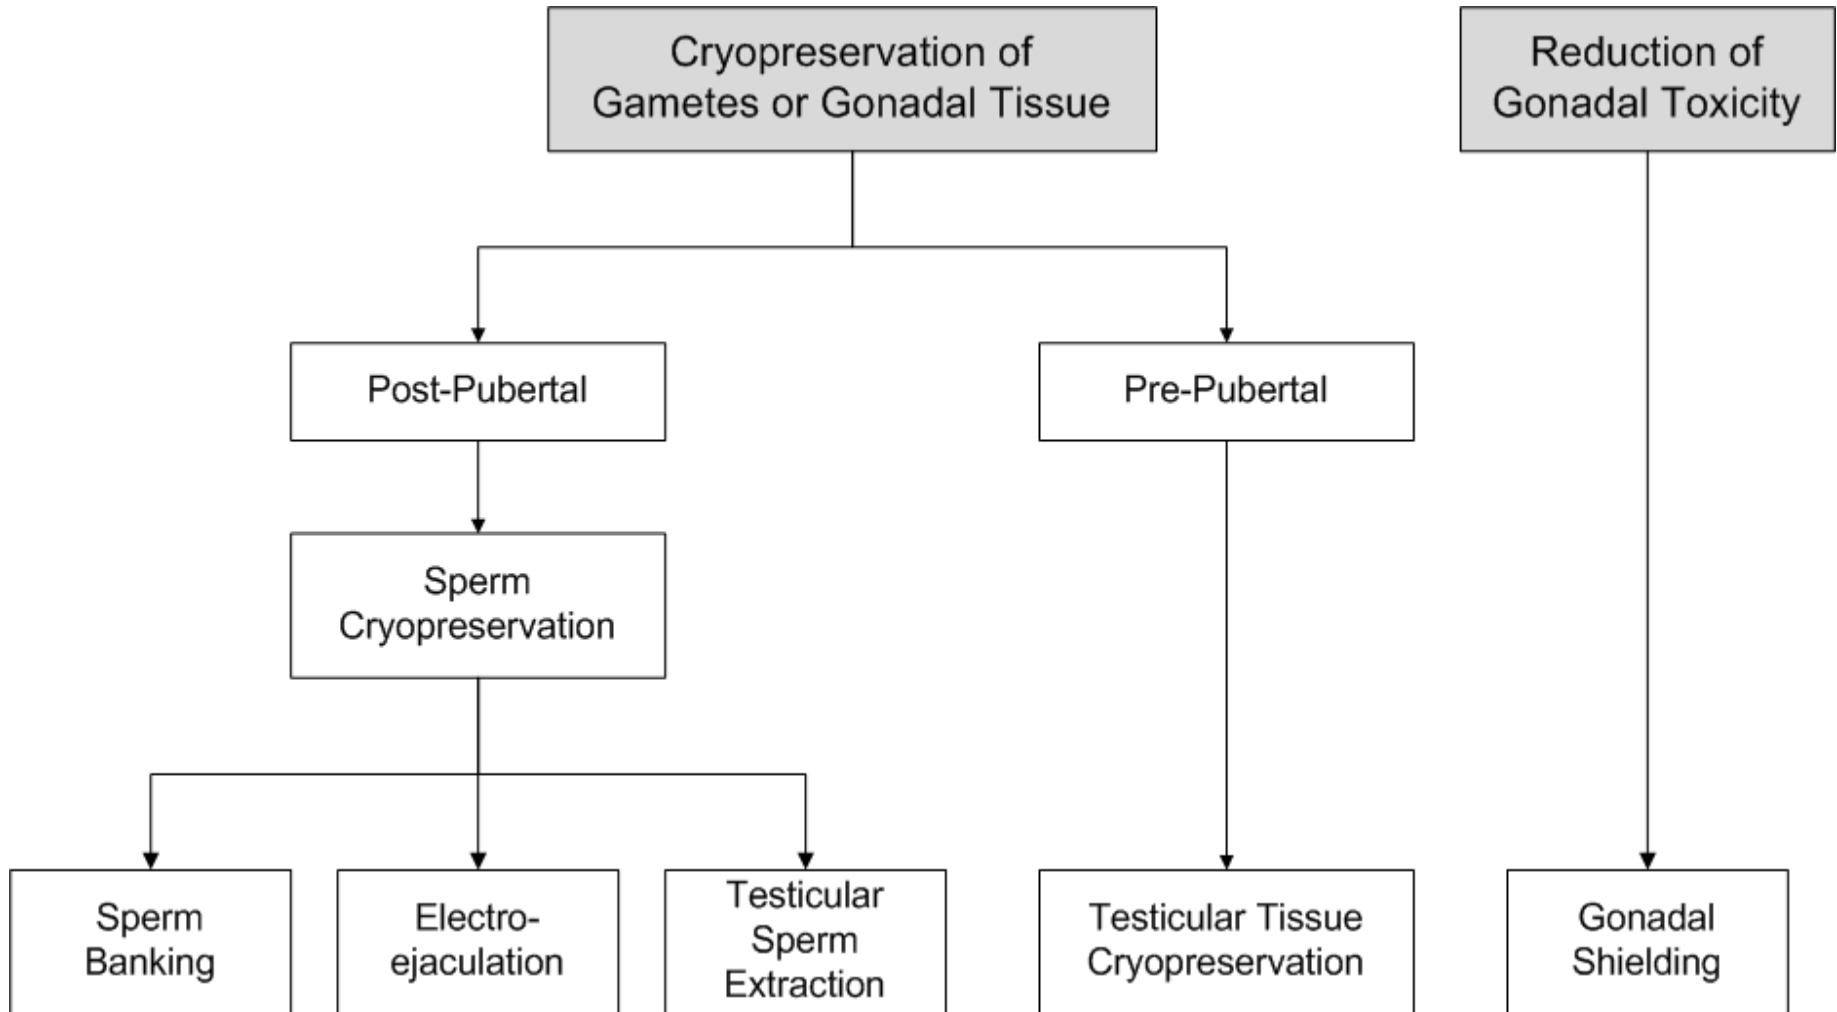 Cryopreservation of
Gametes or Gonadal Tissue
Reduction of
Gonadal Toxicity
Post-Pubertal
Pre-Pubertal
Sperm
Cryopreservation
Sperm
Banking
Electro-
ejaculation
Testicular
Sperm
Extraction
Testicular Tissue
Cryopreservation
Gonadal
Shielding